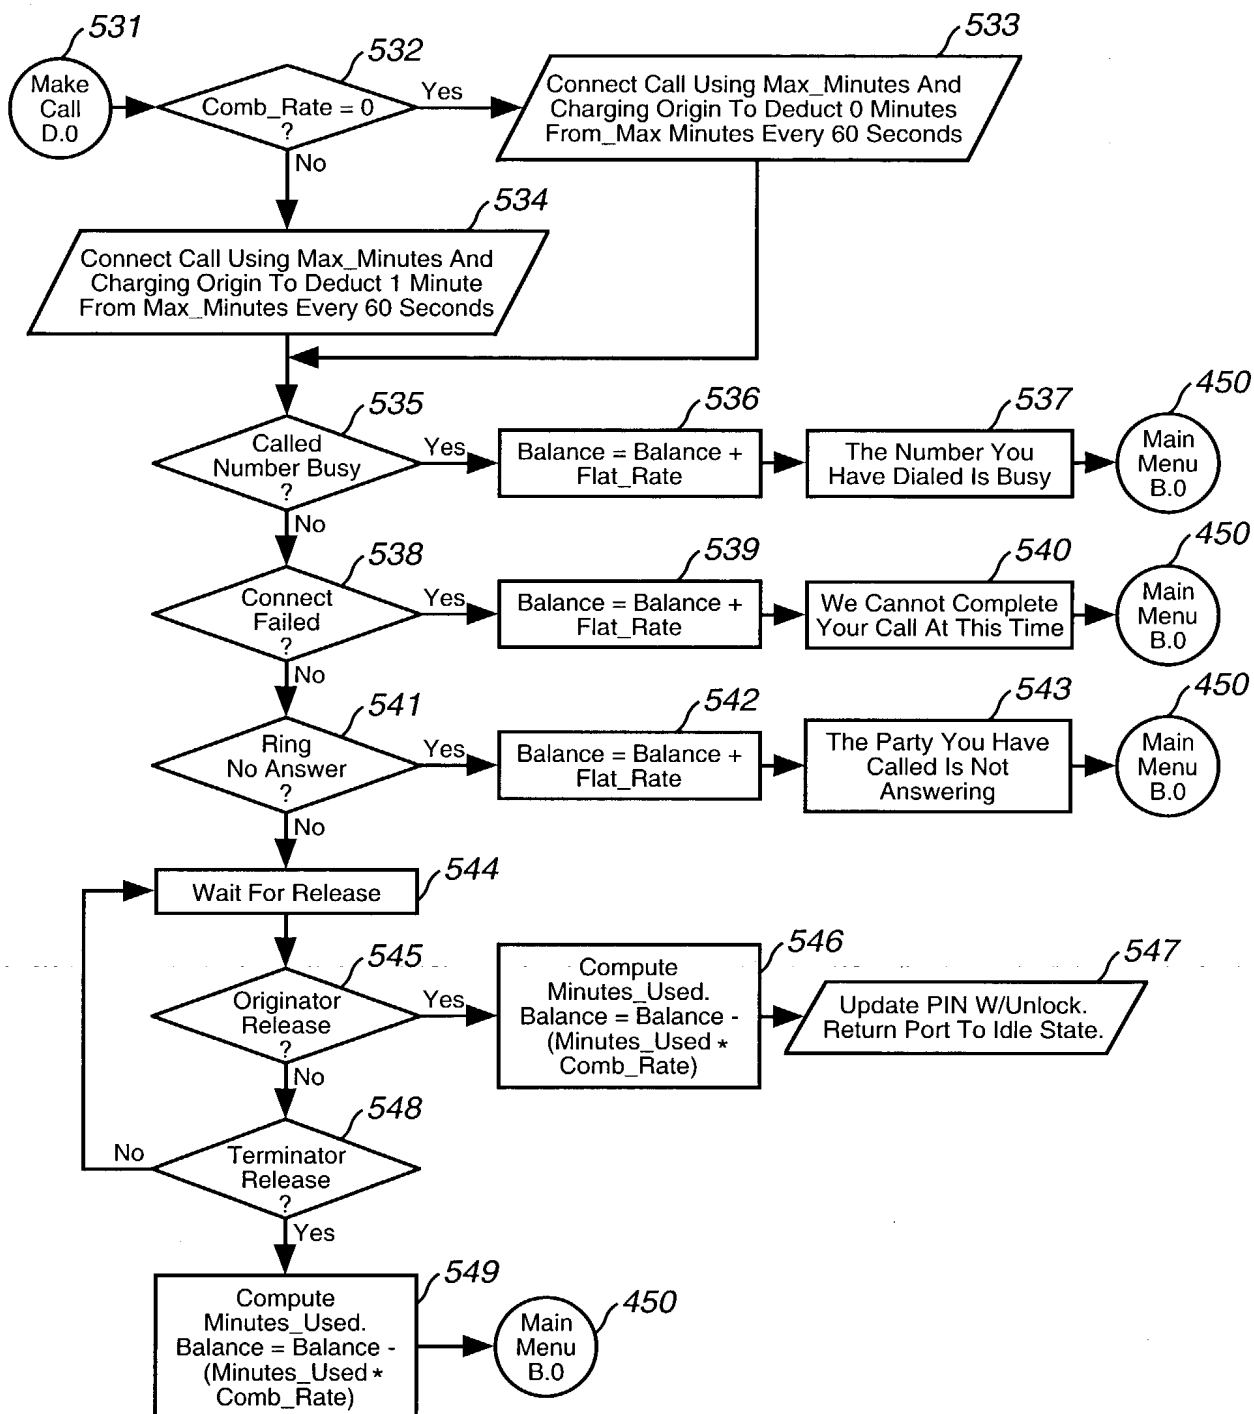 531
Make
Call
D.0
532
Comb_Rate = 0
?
Yes
No
533
Connect Call Using Max_Minutes And
Charging Origin To Deduct 0 Minutes
From_Max Minutes Every 60 Seconds
534
Connect Call Using Max_Minutes And
Charging Origin To Deduct 1 Minute
From Max_Minutes Every 60 Seconds
535
Called
Number Busy
?
Yes
No
536
Balance = Balance +
Flat_Rate
537
The Number You
Have Dialed Is Busy
450
Main
Menu
B.0
538
Connect
Failed
?
Yes
No
539
Balance = Balance +
Flat_Rate
540
We Cannot Complete
Your Call At This Time
450
Main
Menu
B.0
541
Ring
No Answer
?
Yes
No
542
Balance = Balance +
Flat_Rate
543
The Party You Have
Called Is Not
Answering
450
Main
Menu
B.0
544
Wait For Release
545
Originator
Release
?
Yes
No
546
Compute
Minutes_Used.
Balance = Balance -
(Minutes_Used *
Comb_Rate)
547
Update PIN W/Unlock.
Return Port To Idle State.
548
Terminator
Release
?
No
Yes
549
Compute
Minutes_Used.
Balance = Balance -
(Minutes_Used *
Comb_Rate)
450
Main
Menu
B.0